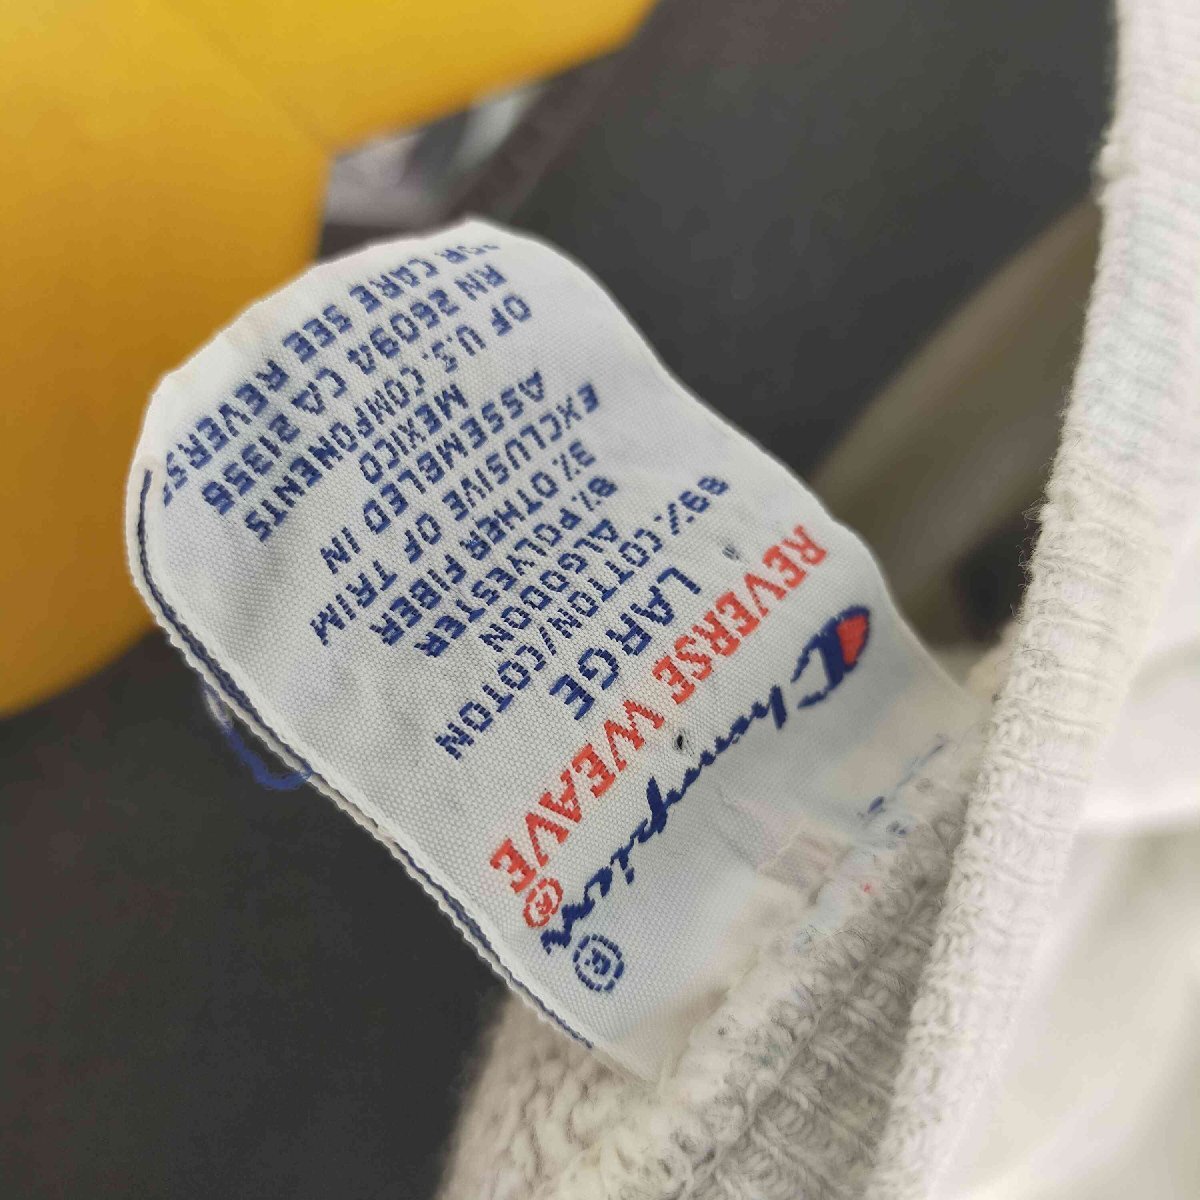 Champion®
REVERSE WEAVE®
LARGE
89% COTTON/COTON
ALGODON
8% POLYESTER
3% OTHER FIBER
EXCLUSIVE OF TRIM
ASSEMBLED IN
MEXICO
OF U.S. COMPONENTS
RN 26094 CA 21356
FOR CARE SEE REVERSE